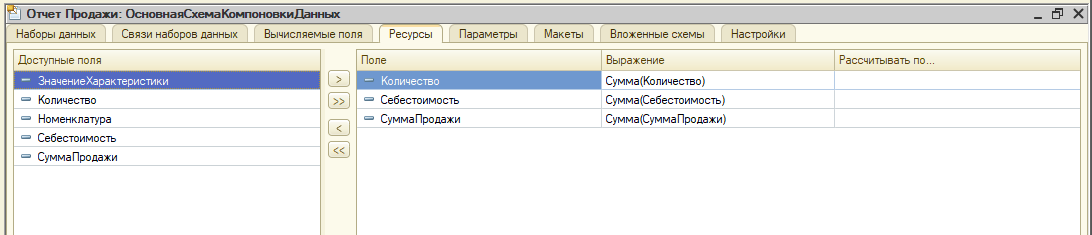 Отчет Продажи: ОсновнаяСхемаКомпоновкиДанных
Наборы данных Связи наборов данных Вычисляемые поля Ресурсы Параметры Макеты Вложенные схемы Настройки
Доступные поля Поле Выражение Рассчитывать по...
ЗначениеХарактеристики > Количество Сумма(Количество)
Количество >> Себестоимость Сумма(Себестоимость)
Номенклатура < СуммаПродажи Сумма(СуммаПродажи)
Себестоимость <<
СуммаПродажи